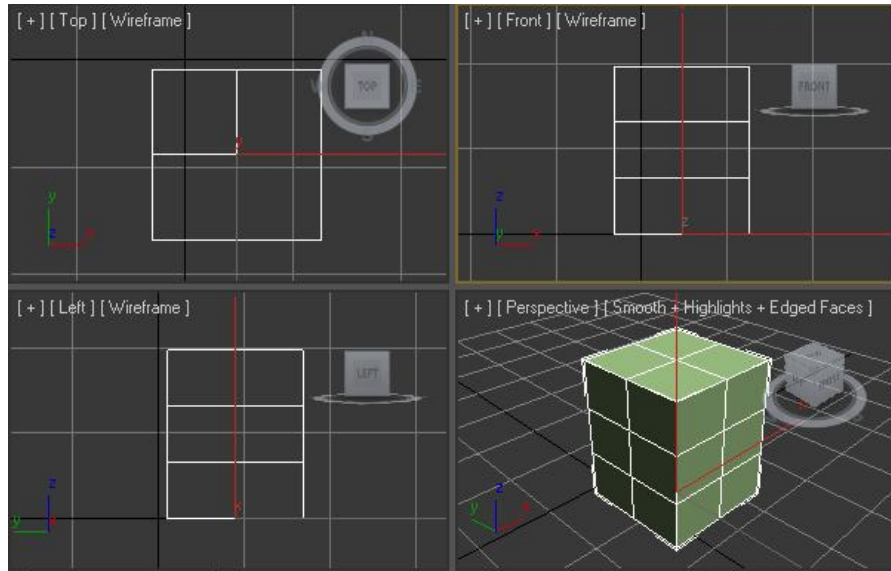 [ + ] [ Top ] [ Wireframe ]
TOP
y
z x
[ + ] [ Front ] [ Wireframe ]
FRONT
z
z
y x
[ + ] [ Left ] [ Wireframe ]
LEFT
x
z
y
[ + ] [ Perspective ] [ Smooth + Highlights + Edged Faces ]
z
y x